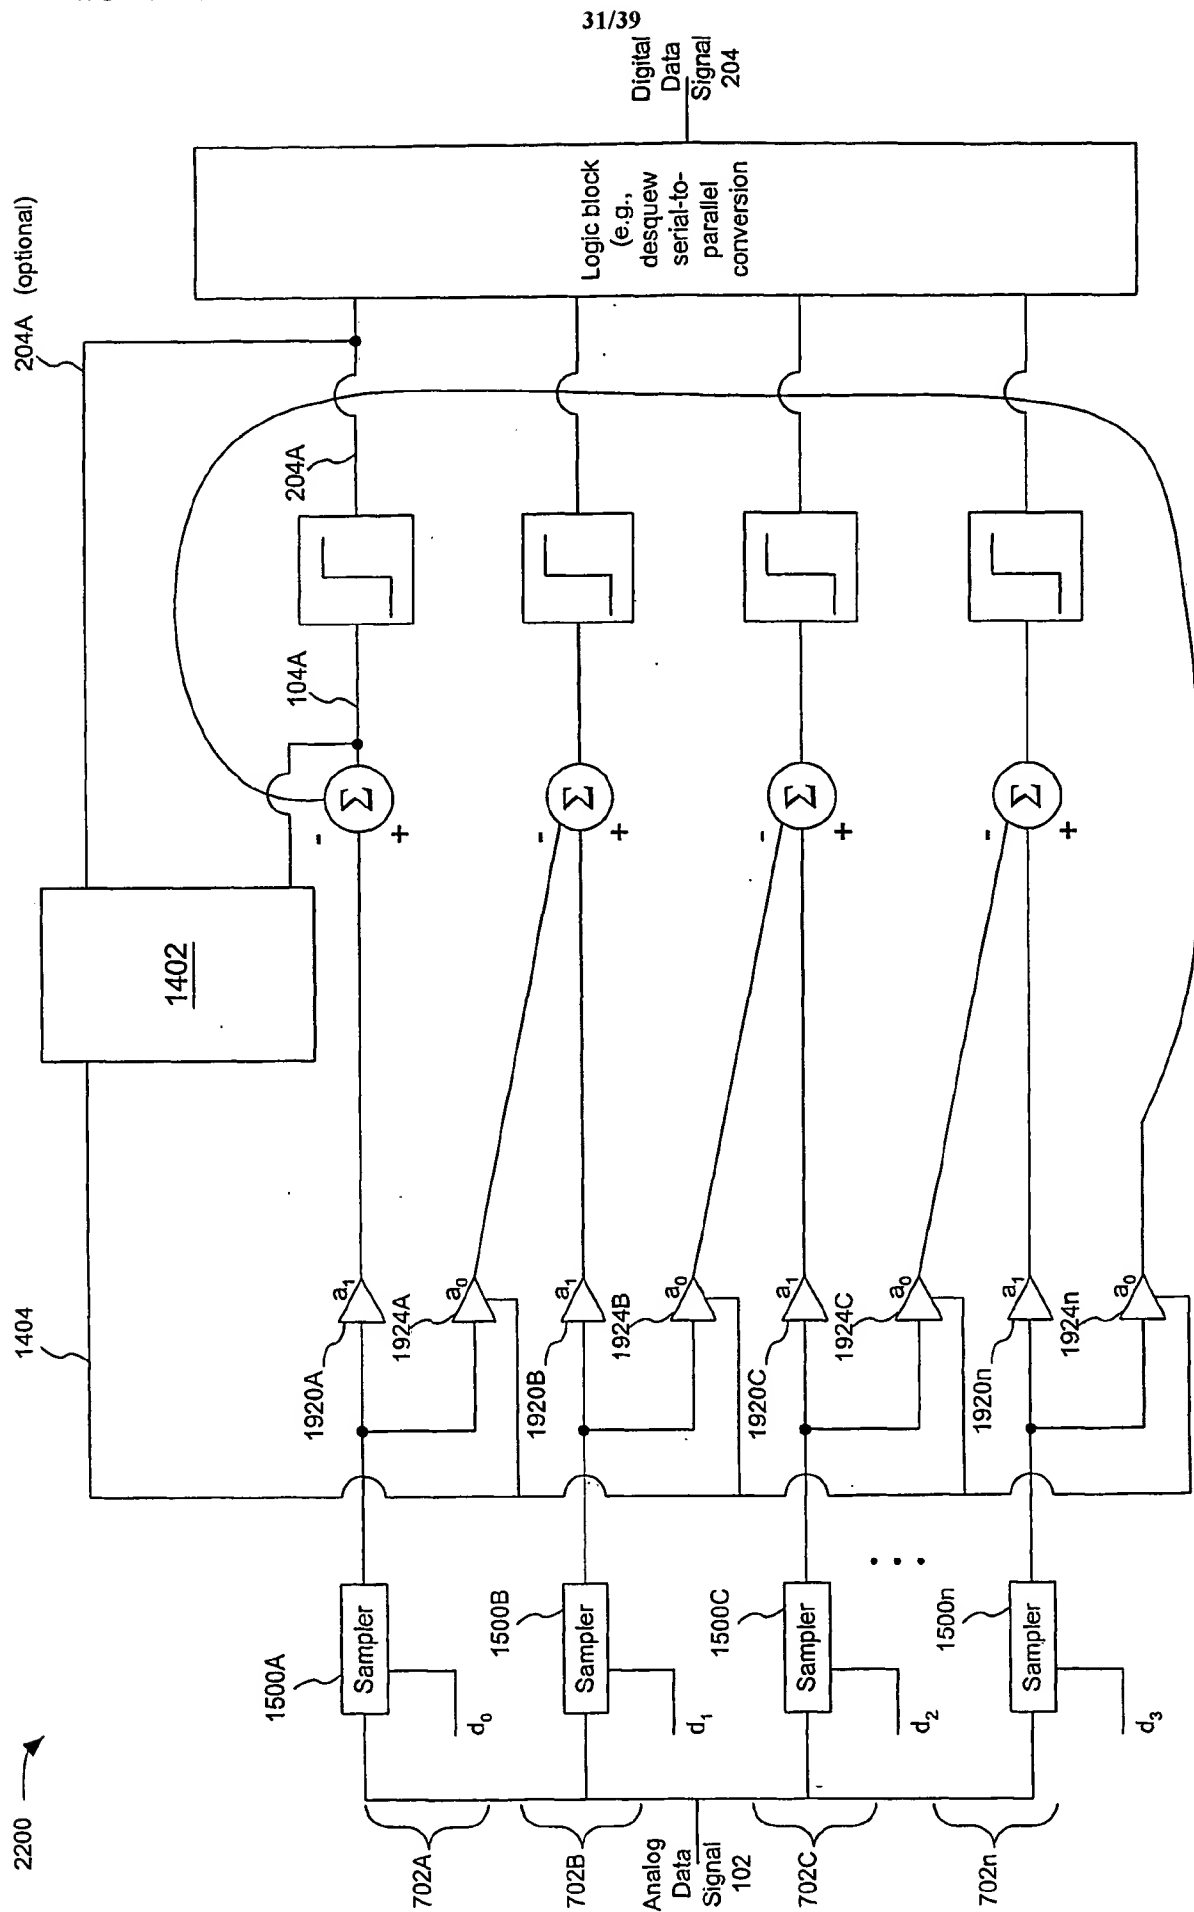 31/39
2200
1404
204A (optional)
1402
702A
1500A
Sampler
d0
1920A
a1
1924A
a0
-
+
Σ
104A
204A
702B
1500B
Sampler
d1
1920B
a1
1924B
a0
-
+
Σ
Analog
Data
Signal
102
702C
1500C
Sampler
d2
1920C
a1
1924C
a0
-
+
Σ
702n
1500n
Sampler
d3
1920n
a1
1924n
a0
-
+
Σ
Logic block
(e.g.,
desquew
serial-to-
parallel
conversion
Digital
Data
Signal
204